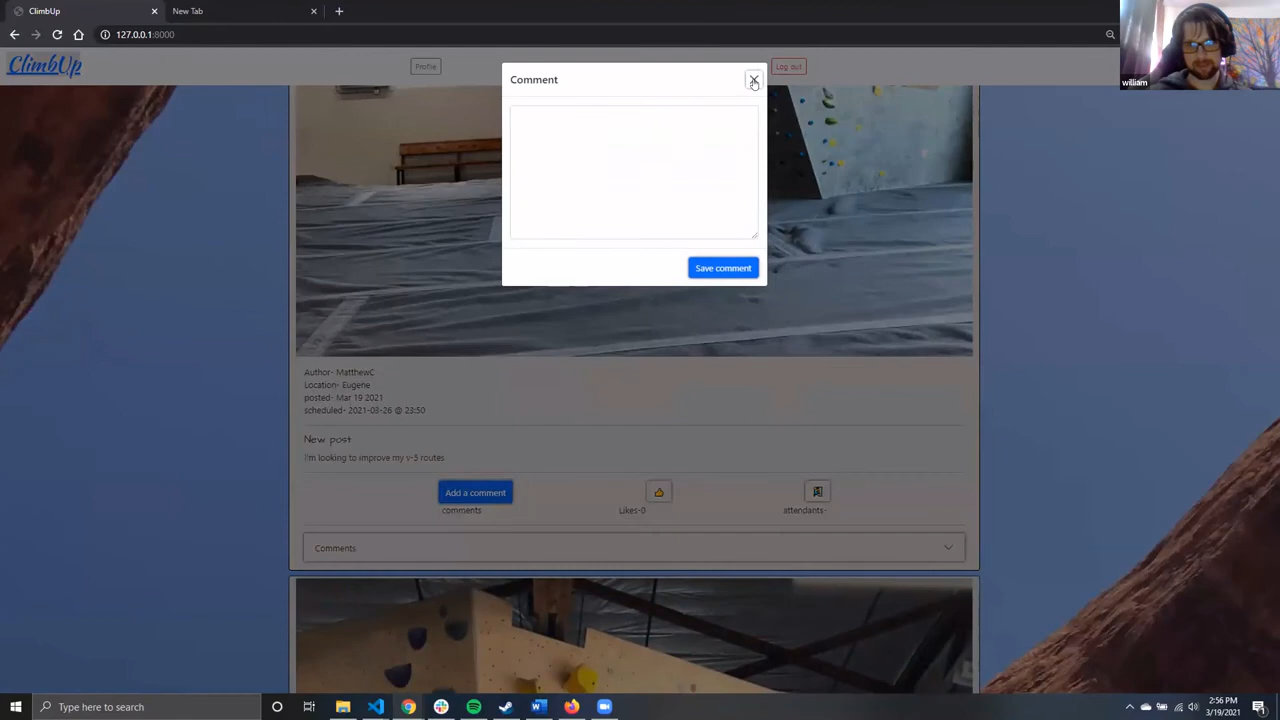 ClimbUp
New Tab
127.0.0.1:8000
william
ClimbUp
Profile
Log out
Comment
Save comment
Author- MatthewC
Location- Eugene
posted- Mar 19 2021
scheduled- 2021-03-26 @ 23:50
New post
i'm looking to improve my v-5 routes
Add a comment
comments
Likes-0
attendants-
Comments
Type here to search
2:56 PM
3/19/2021